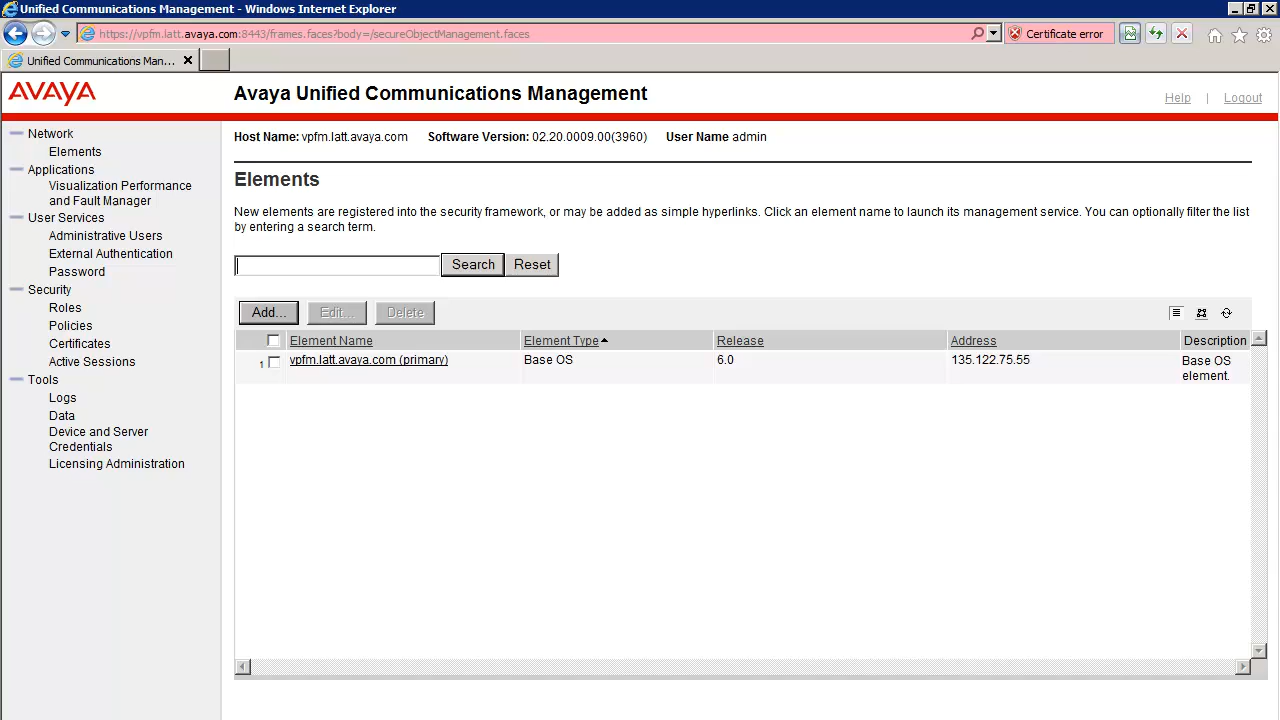 Unified Communications Management - Windows Internet Explorer
https://vpfm.latt.avaya.com:8443/frames.faces?body=/secureObjectManagement.faces
Certificate error
Unified Communications Man...
AVAYA
Avaya Unified Communications Management
Help | Logout
Network
Elements
Applications
Visualization Performance
and Fault Manager
User Services
Administrative Users
External Authentication
Password
Security
Roles
Policies
Certificates
Active Sessions
Tools
Logs
Data
Device and Server
Credentials
Licensing Administration
Host Name: vpfm.latt.avaya.com Software Version: 02.20.0009.00(3960) User Name admin
Elements
New elements are registered into the security framework, or may be added as simple hyperlinks. Click an element name to launch its management service. You can optionally filter the list
by entering a search term.
Search Reset
Add... Edit... Delete
Element Name Element Type Release Address Description
1 vpfm.latt.avaya.com (primary) Base OS 6.0 135.122.75.55 Base OS
element.